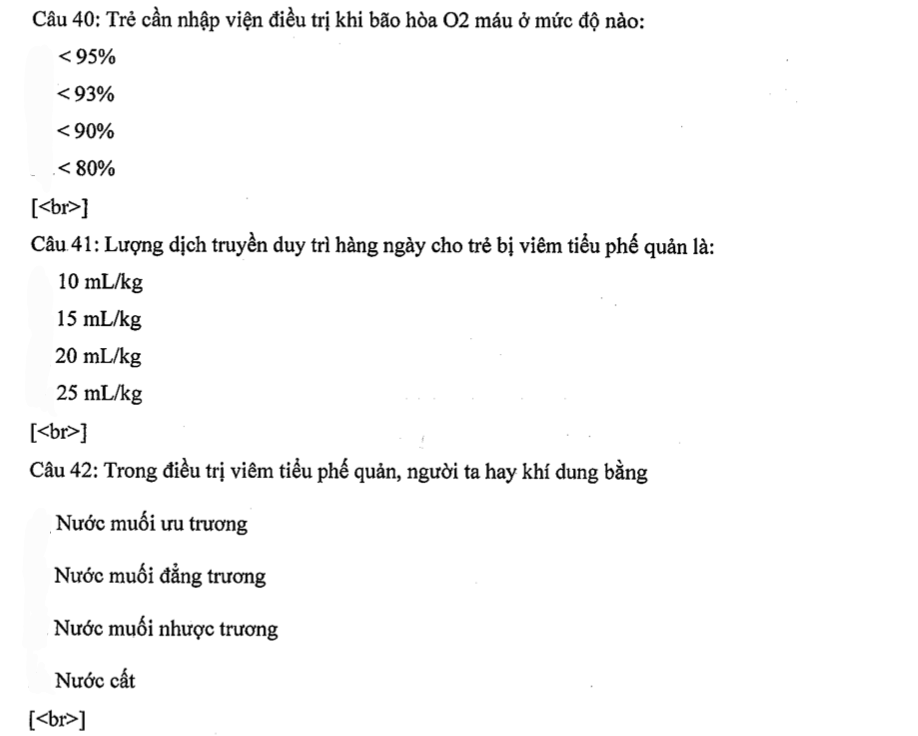 Câu 40: Trẻ cần nhập viện điều trị khi bão hòa O2 máu ở mức độ nào:
< 95%
< 93%
< 90%
< 80%
[<br>]
Câu 41: Lượng dịch truyền duy trì hàng ngày cho trẻ bị viêm tiểu phế quản là:
10 mL/kg
15 mL/kg
20 mL/kg
25 mL/kg
[<br>]
Câu 42: Trong điều trị viêm tiểu phế quản, người ta hay khí dung bằng
Nước muối ưu trương
Nước muối đẳng trương
Nước muối nhược trương
Nước cất
[<br>]